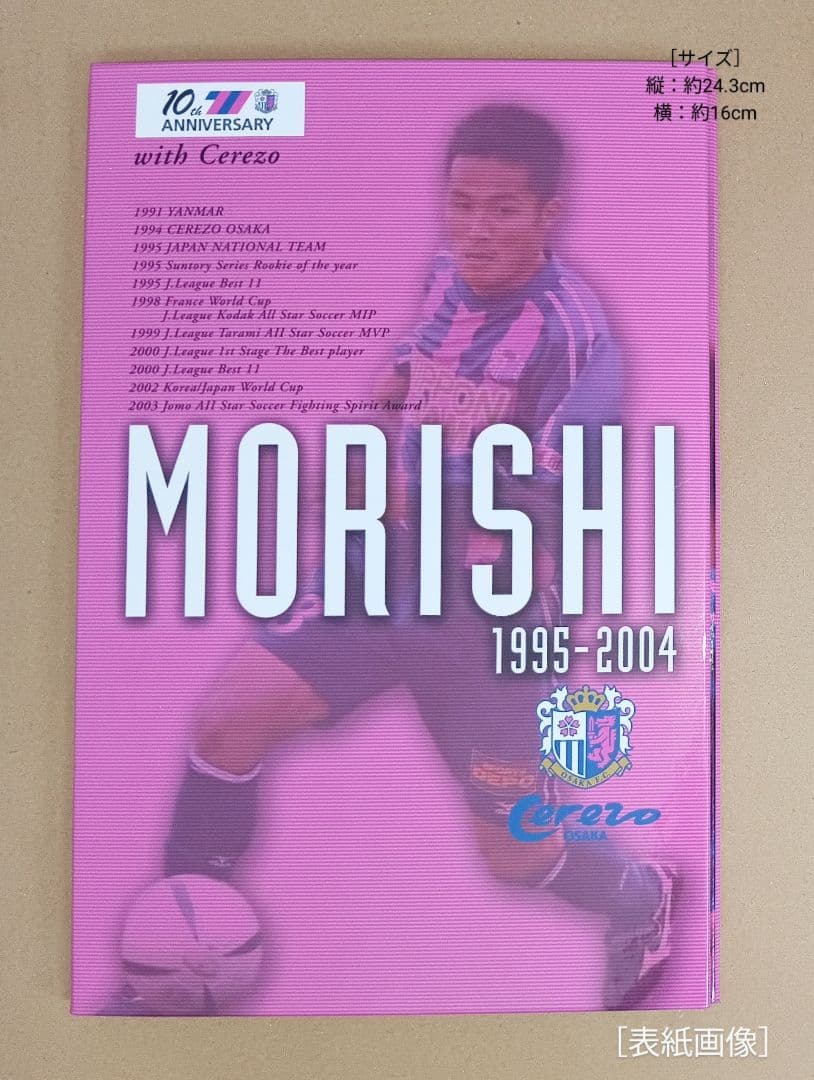 [サイズ]
縦：約24.3cm
横：約16cm
10th
ANNIVERSARY
with Cerezo
1991 YANMAR
1994 CEREZO OSAKA
1995 JAPAN NATIONAL TEAM
1995 Suntory Series Rookie of the year
1995 J.League Best 11
1998 France World Cup
J.League Kodak All Star Soccer MIP
1999 J.League Tarami All Star Soccer MVP
2000 J.League 1st Stage The Best player
2000 J.League Best 11
2002 Korea/Japan World Cup
2003 Jomo All Star Soccer Fighting Spirit Award
MORISHI
1995-2004
OSAKA F.C.
Cerezo
OSAKA
[表紙画像]